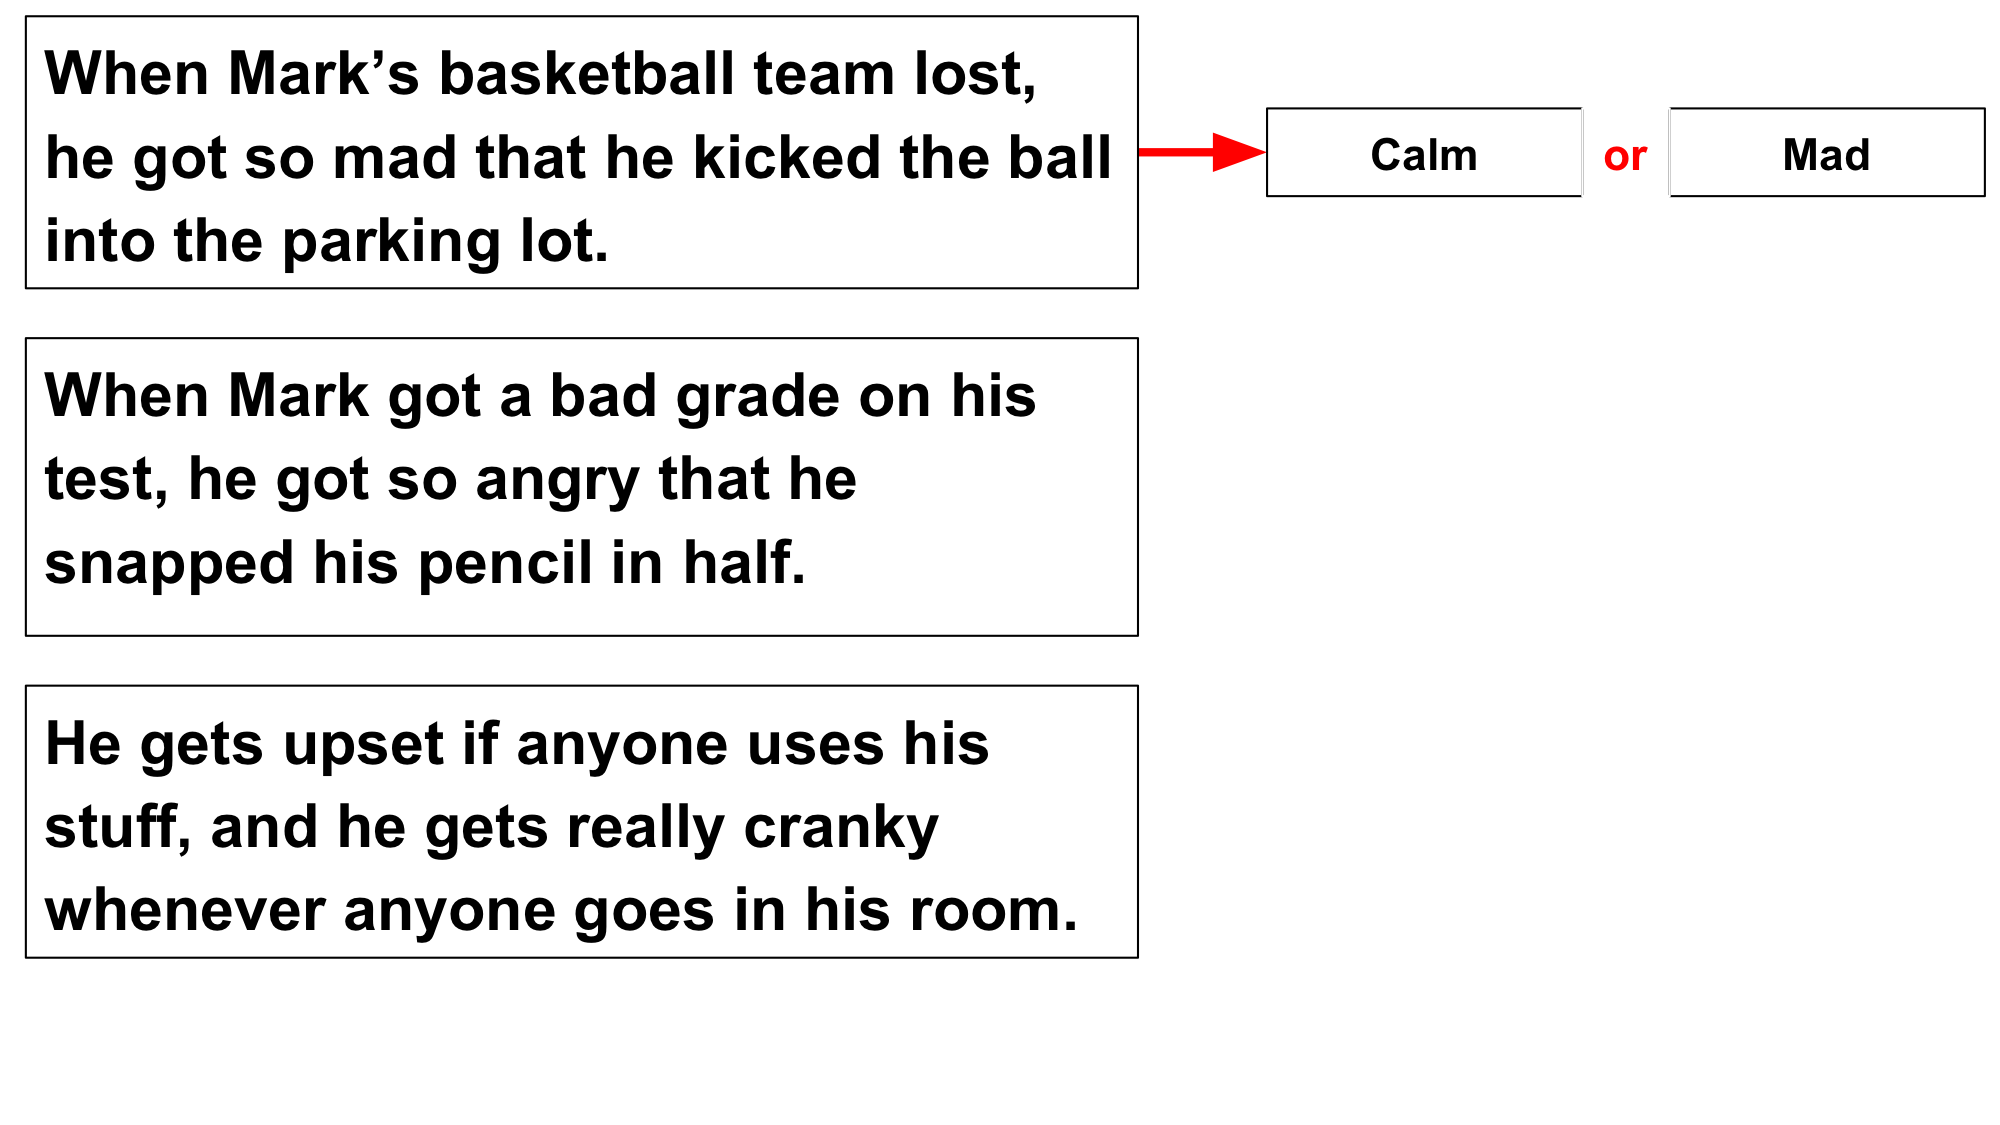 When Mark’s basketball team lost,
he got so mad that he kicked the ball
into the parking lot.
Calm or Mad
When Mark got a bad grade on his
test, he got so angry that he
snapped his pencil in half.
He gets upset if anyone uses his
stuff, and he gets really cranky
whenever anyone goes in his room.